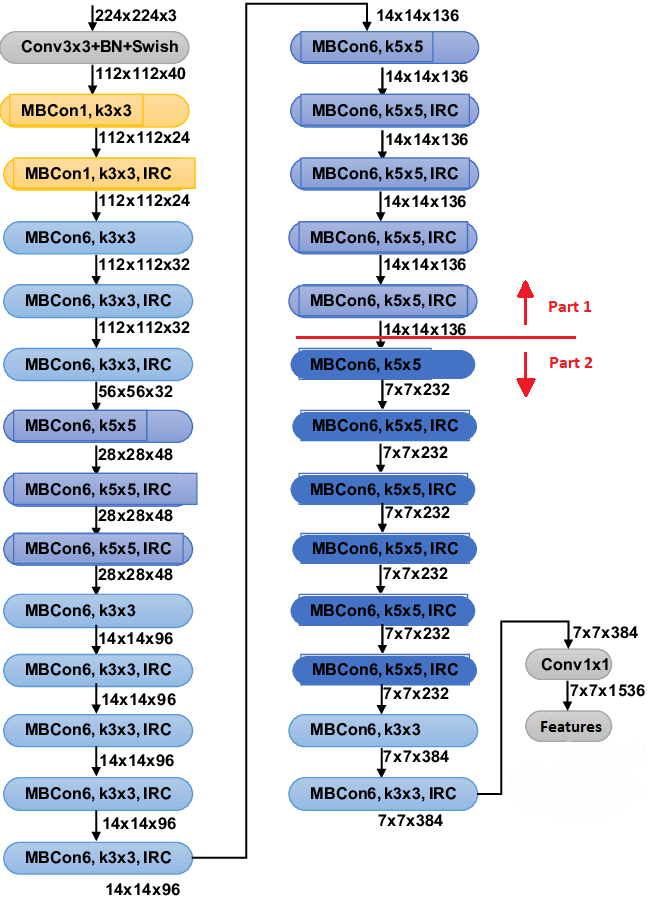 224x224x3
Conv3x3+BN+Swish
112x112x40
MBCon1, k3x3
112x112x24
MBCon1, k3x3, IRC
112x112x24
MBCon6, k3x3
112x112x32
MBCon6, k3x3, IRC
112x112x32
MBCon6, k3x3, IRC
56x56x32
MBCon6, k5x5
28x28x48
MBCon6, k5x5, IRC
28x28x48
MBCon6, k5x5, IRC
28x28x48
MBCon6, k3x3
14x14x96
MBCon6, k3x3, IRC
14x14x96
MBCon6, k3x3, IRC
14x14x96
MBCon6, k3x3, IRC
14x14x96
MBCon6, k3x3, IRC
14x14x96
14x14x136
MBCon6, k5x5
14x14x136
MBCon6, k5x5, IRC
14x14x136
MBCon6, k5x5, IRC
14x14x136
MBCon6, k5x5, IRC
14x14x136
MBCon6, k5x5, IRC
Part 1
14x14x136
Part 2
MBCon6, k5x5
7x7x232
MBCon6, k5x5, IRC
7x7x232
MBCon6, k5x5, IRC
7x7x232
MBCon6, k5x5, IRC
7x7x232
MBCon6, k5x5, IRC
7x7x232
MBCon6, k5x5, IRC
7x7x232
MBCon6, k3x3
7x7x384
MBCon6, k3x3, IRC
7x7x384
7x7x384
Conv1x1
7x7x1536
Features